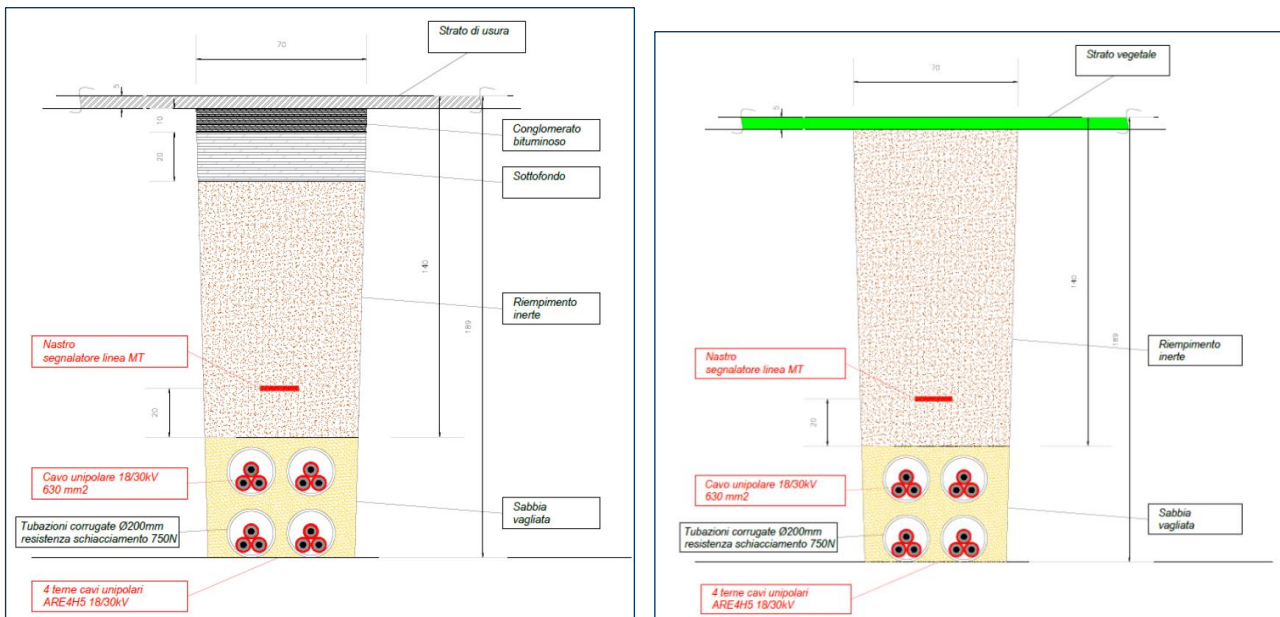 Strato di usura
70
5
10
Conglomerato
bituminoso
20
Sottofondo
140
189
Riempimento
inerte
Nastro
segnalatore linea MT
20
Cavo unipolare 18/30kV
630 mm2
Sabbia
vagliata
Tubazioni corrugate Ø200mm
resistenza schiacciamento 750N
4 terne cavi unipolari
ARE4H5 18/30kV
Strato vegetale
70
5
140
189
Riempimento
inerte
Nastro
segnalatore linea MT
20
Cavo unipolare 18/30kV
630 mm2
Sabbia
vagliata
Tubazioni corrugate Ø200mm
resistenza schiacciamento 750N
4 terne cavi unipolari
ARE4H5 18/30kV